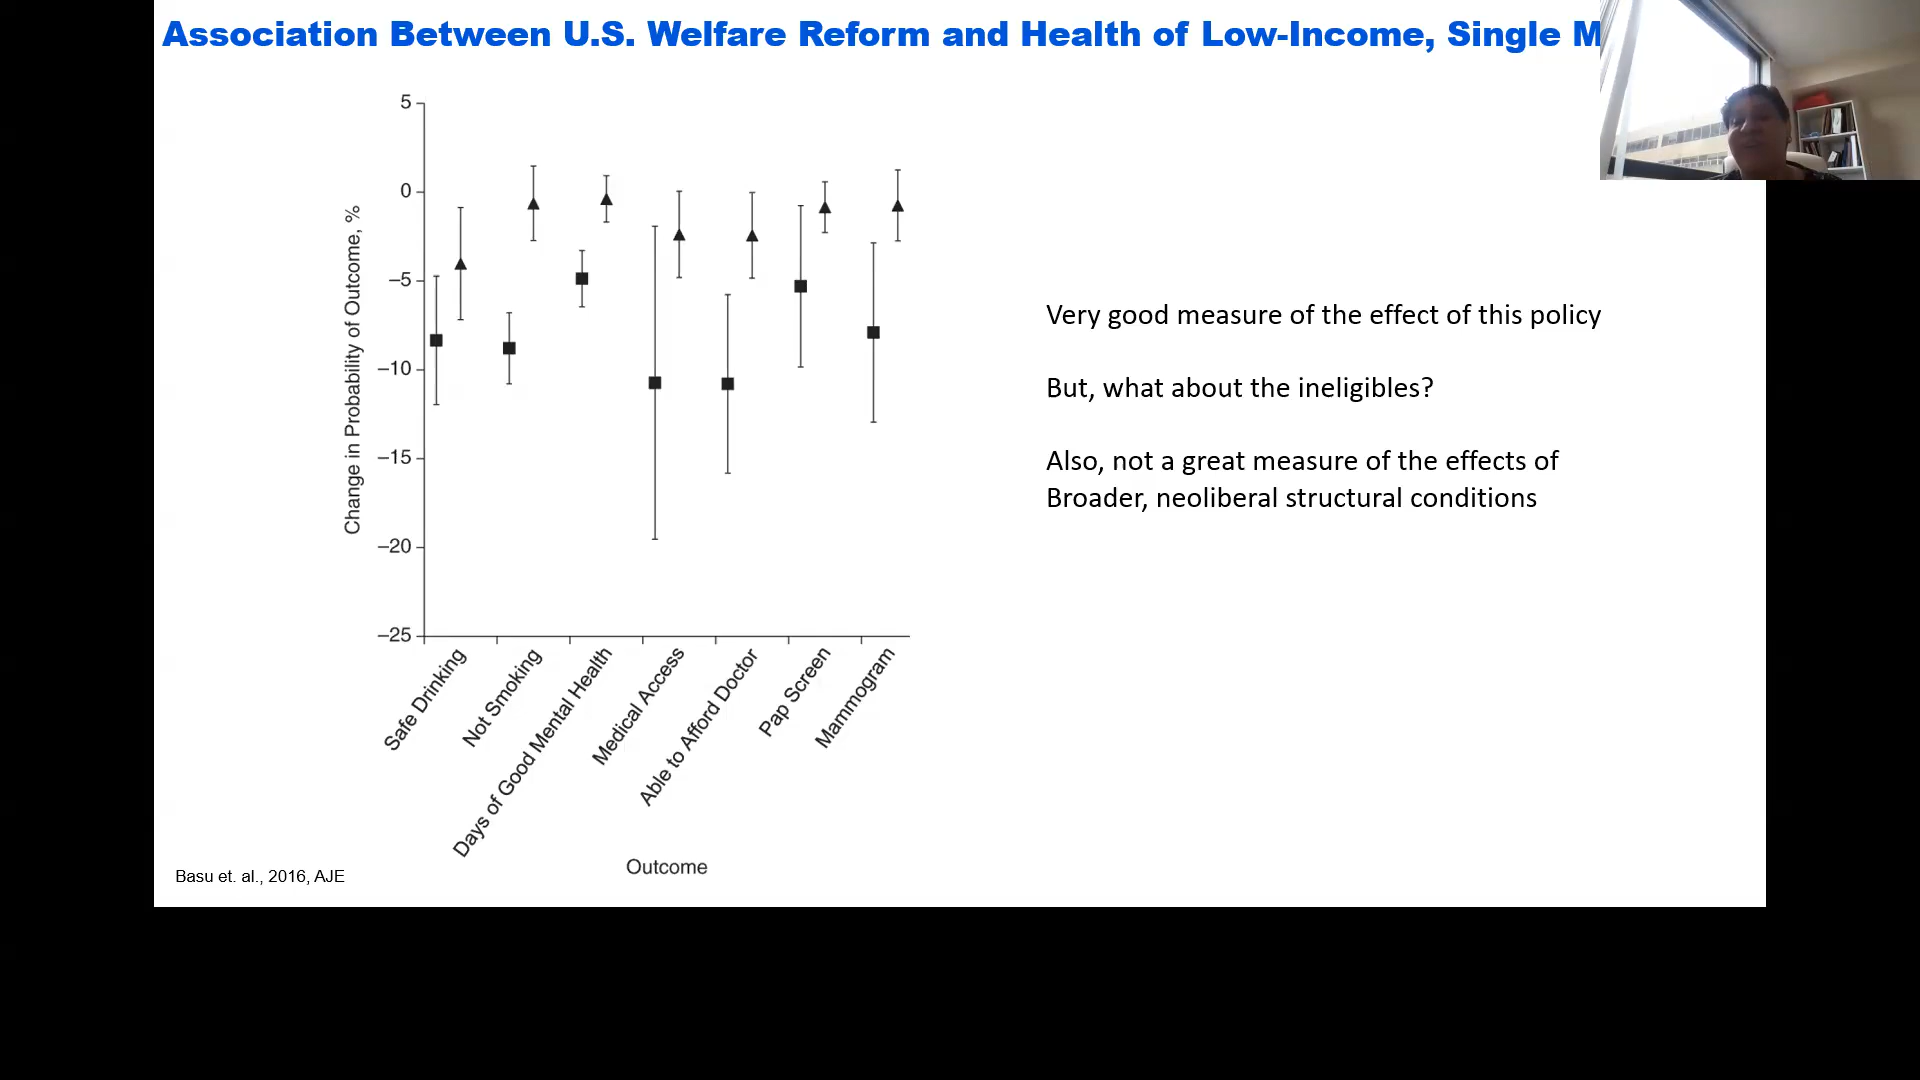 Association Between U.S. Welfare Reform and Health of Low-Income, Single M
5
0
−5
−10
−15
−20
−25
Change in Probability of Outcome, %
Safe Drinking
Not Smoking
Days of Good Mental Health
Medical Access
Able to Afford Doctor
Pap Screen
Mammogram
Outcome
Very good measure of the effect of this policy
But, what about the ineligibles?
Also, not a great measure of the effects of
Broader, neoliberal structural conditions
Basu et. al., 2016, AJE